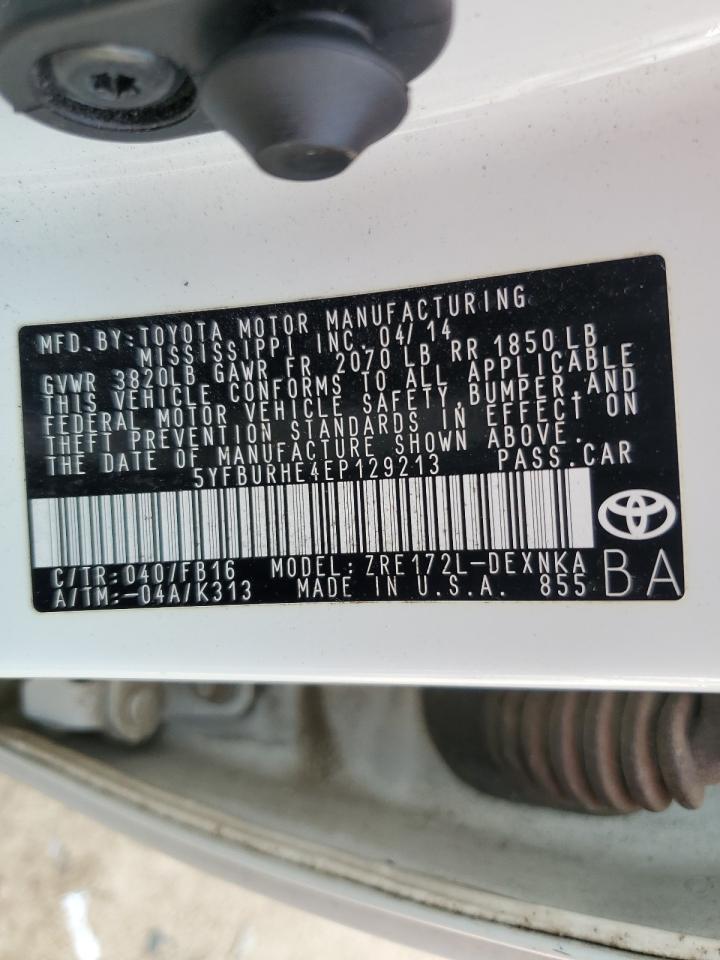 MFD. BY: TOYOTA MOTOR MANUFACTURING
MISSISSIPPI INC. 04/14
GVWR 3820LB GAWR FR 2070 LB RR 1850 LB
THIS VEHICLE CONFORMS TO ALL APPLICABLE
FEDERAL MOTOR VEHICLE SAFETY, BUMPER, AND
THEFT PREVENTION STANDARDS IN EFFECT ON
THE DATE OF MANUFACTURE SHOWN ABOVE.
5YFBURHE4EP129213 PASS. CAR
C/TR: 040/FB16 MODEL: ZRE172L-DEXNKA
A/TM: -04A/K313 MADE IN U.S.A. 855 BA